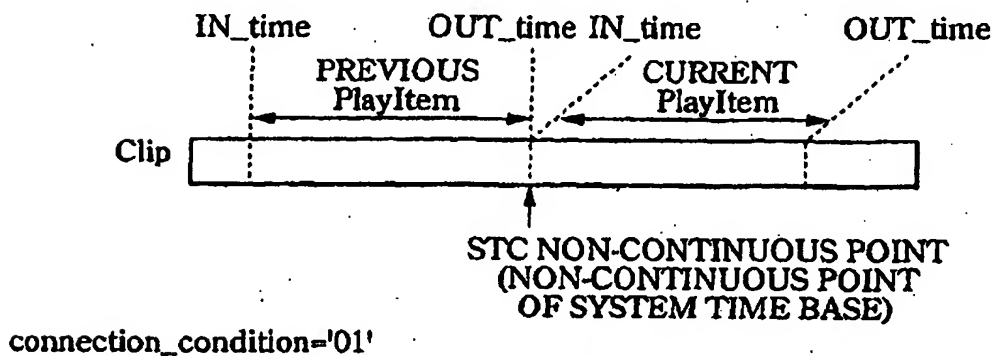 IN_time OUT_time IN_time OUT_time
PREVIOUS PlayItem
CURRENT PlayItem
Clip
STC NON-CONTINUOUS POINT
(NON-CONTINUOUS POINT
OF SYSTEM TIME BASE)
connection_condition='01'